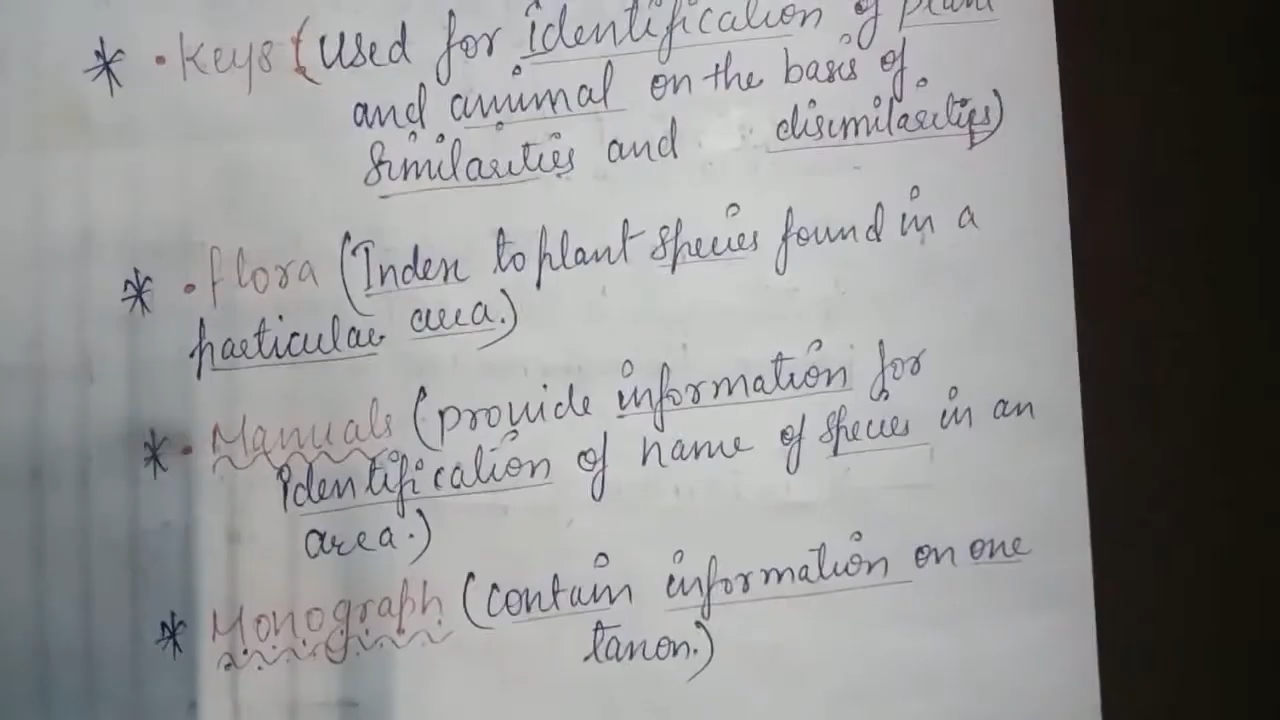 * • Keys (used for identification of plant
and animal on the basis of
similarities and disimilarities)
* • flora (Index to plant species found in a
particular area.)
* • Manuals (provide information for
identification of name of species in an
area.)
* Monograph (contain information on one
taxon.)